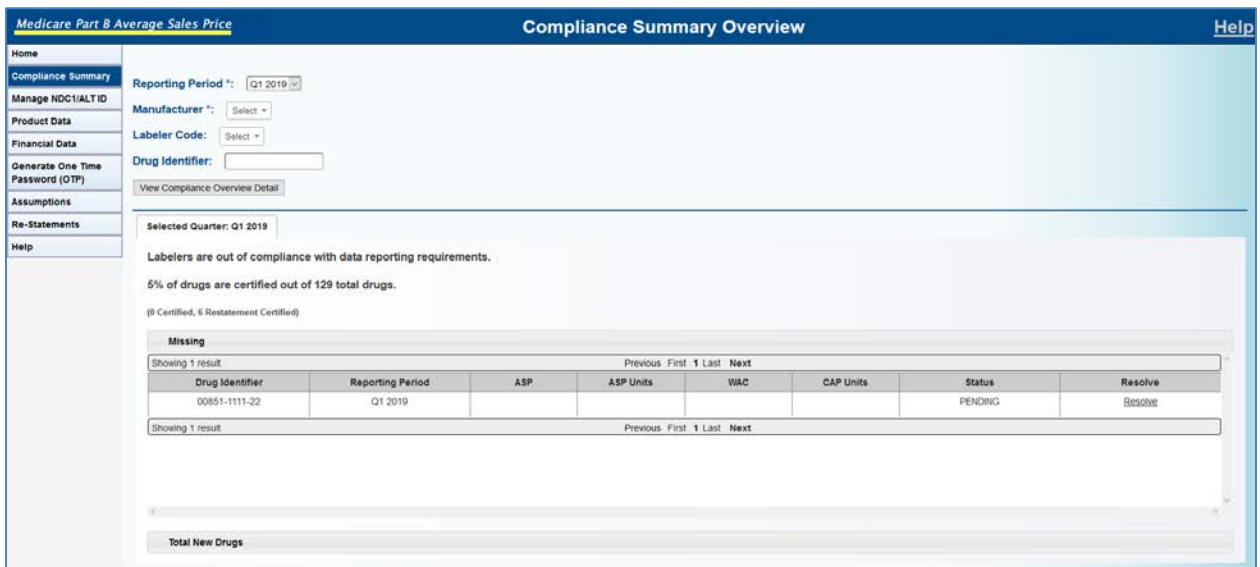 Medicare Part B Average Sales Price
Compliance Summary Overview
Help
Home
Compliance Summary
Manage NDC1/ALT ID
Product Data
Financial Data
Generate One Time
Password (OTP)
Assumptions
Re-Statements
Help
Reporting Period *: Q1 2019
Manufacturer *: Select
Labeler Code: Select
Drug Identifier:
View Compliance Overview Detail
Selected Quarter: Q1 2019
Labelers are out of compliance with data reporting requirements.
5% of drugs are certified out of 129 total drugs.
(0 Certified, 6 Restatement Certified)
Missing
Showing 1 result Previous First 1 Last Next
Drug Identifier Reporting Period ASP ASP Units WAC CAP Units Status Resolve
00851-1111-22 Q1 2019 PENDING Resolve
Showing 1 result Previous First 1 Last Next
Total New Drugs